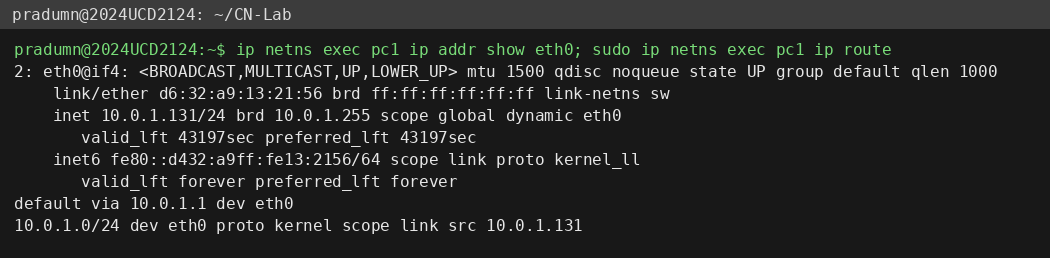 pradumn@2024UCD2124: ~/CN-Lab
pradumn@2024UCD2124:~$ ip netns exec pc1 ip addr show eth0; sudo ip netns exec pc1 ip route
2: eth0@if4: <BROADCAST,MULTICAST,UP,LOWER_UP> mtu 1500 qdisc noqueue state UP group default qlen 1000
    link/ether d6:32:a9:13:21:56 brd ff:ff:ff:ff:ff:ff link-netns sw
    inet 10.0.1.131/24 brd 10.0.1.255 scope global dynamic eth0
       valid_lft 43197sec preferred_lft 43197sec
    inet6 fe80::d432:a9ff:fe13:2156/64 scope link proto kernel_ll
       valid_lft forever preferred_lft forever
default via 10.0.1.1 dev eth0
10.0.1.0/24 dev eth0 proto kernel scope link src 10.0.1.131